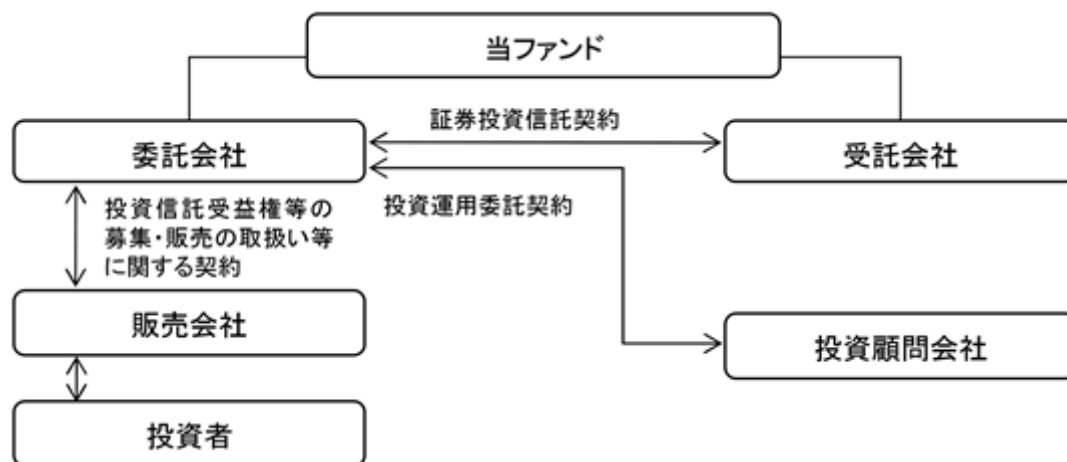 当ファンド
証券投資信託契約
委託会社
受託会社
投資運用委託契約
投資信託受益権等の
募集・販売の取扱い等
に関する契約
販売会社
投資顧問会社
投資者